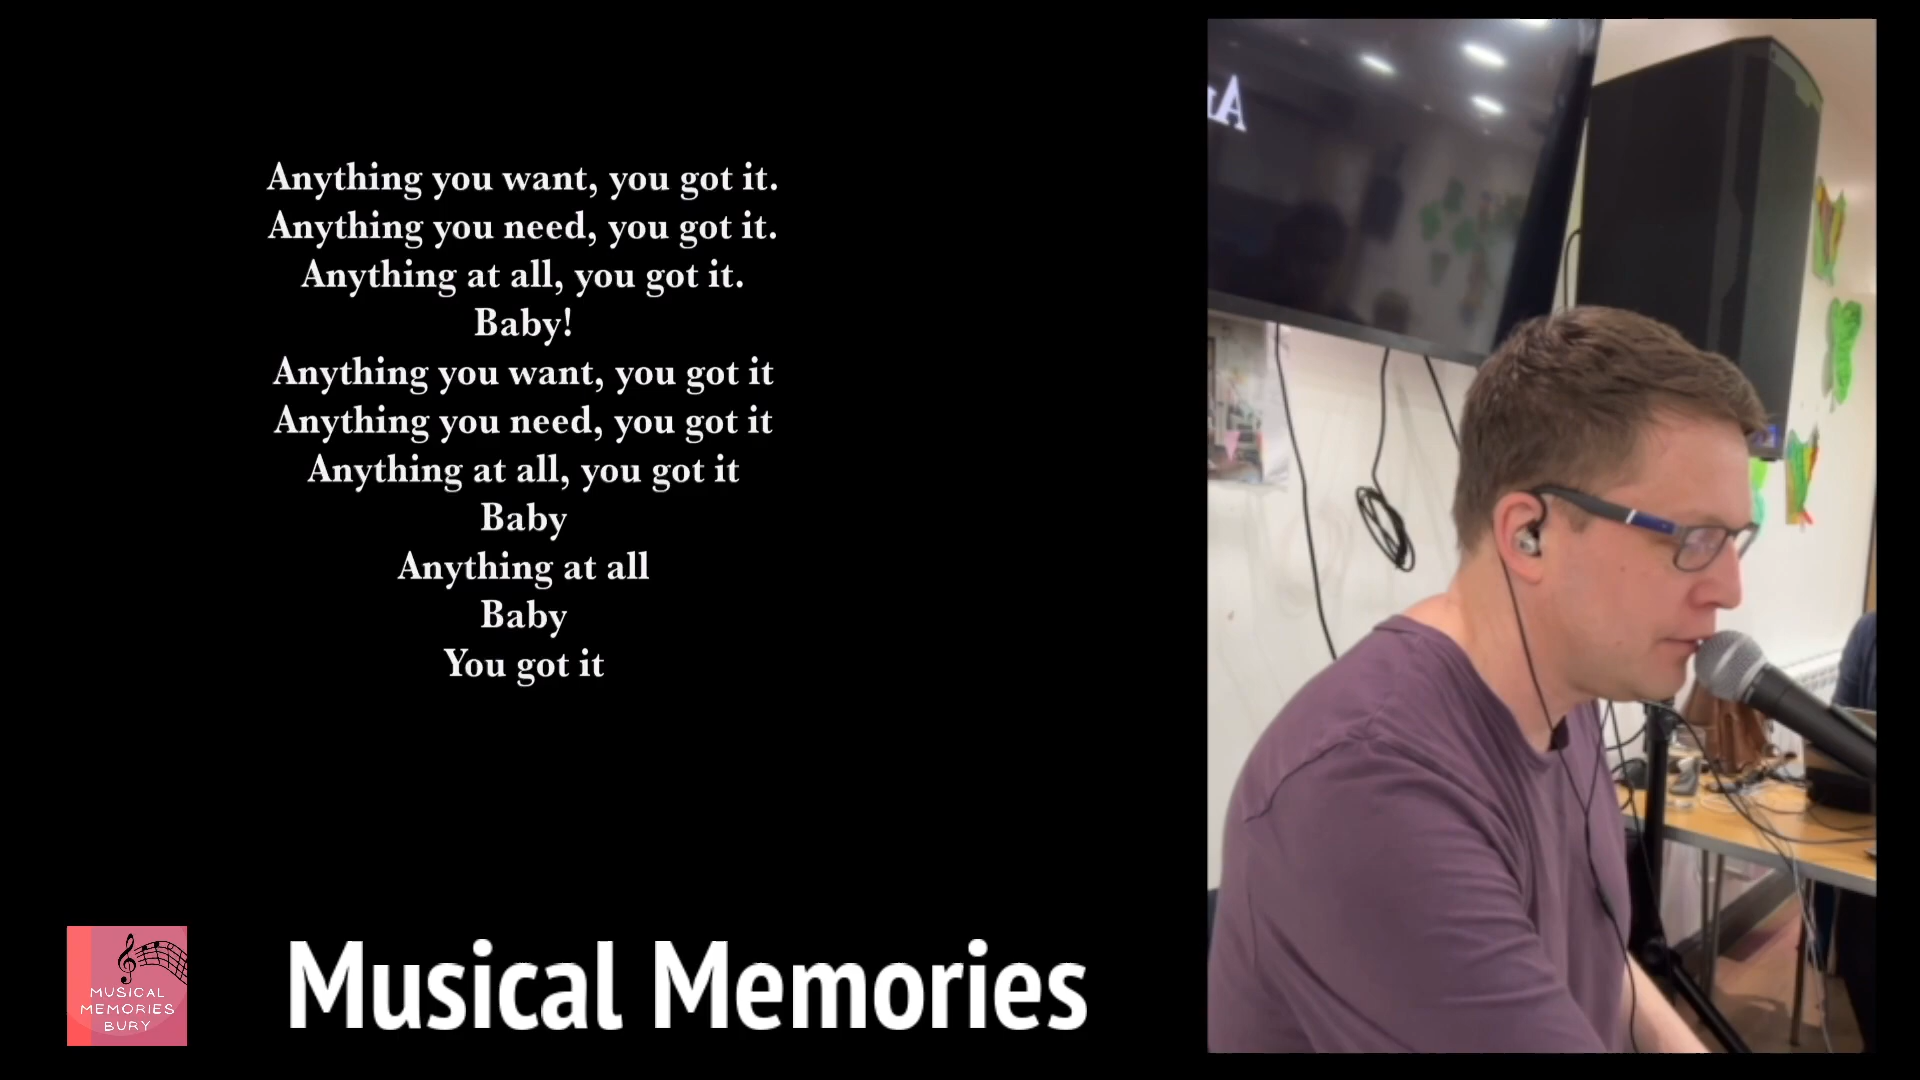 Anything you want, you got it.
Anything you need, you got it.
Anything at all, you got it.
Baby!
Anything you want, you got it
Anything you need, you got it
Anything at all, you got it
Baby
Anything at all
Baby
You got it
MUSICAL
MEMORIES
BURY
Musical Memories